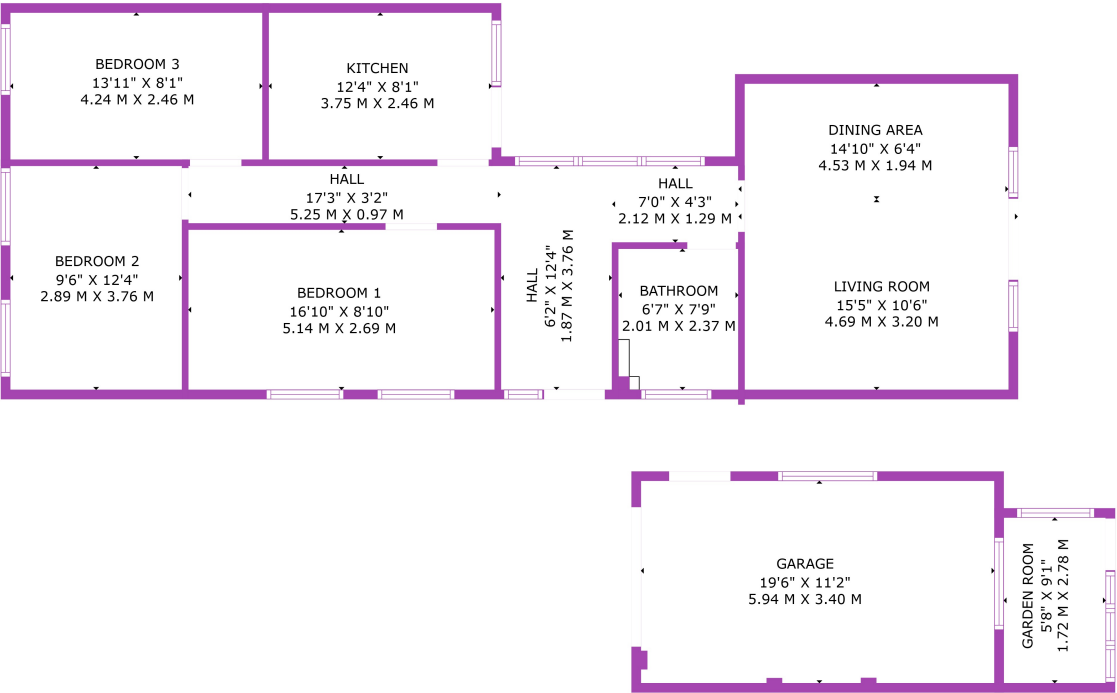 BEDROOM 3
13'11" X 8'1"
4.24 M X 2.46 M
KITCHEN
12'4" X 8'1"
3.75 M X 2.46 M
DINING AREA
14'10" X 6'4"
4.53 M X 1.94 M
HALL
17'3" X 3'2"
5.25 M X 0.97 M
HALL
7'0" X 4'3"
2.12 M X 1.29 M
BEDROOM 2
9'6" X 12'4"
2.89 M X 3.76 M
BEDROOM 1
16'10" X 8'10"
5.14 M X 2.69 M
HALL
6'2" X 12'4"
1.87 M X 3.76 M
BATHROOM
6'7" X 7'9"
2.01 M X 2.37 M
LIVING ROOM
15'5" X 10'6"
4.69 M X 3.20 M
GARAGE
19'6" X 11'2"
5.94 M X 3.40 M
GARDEN ROOM
5'8" X 9'1"
1.72 M X 2.78 M